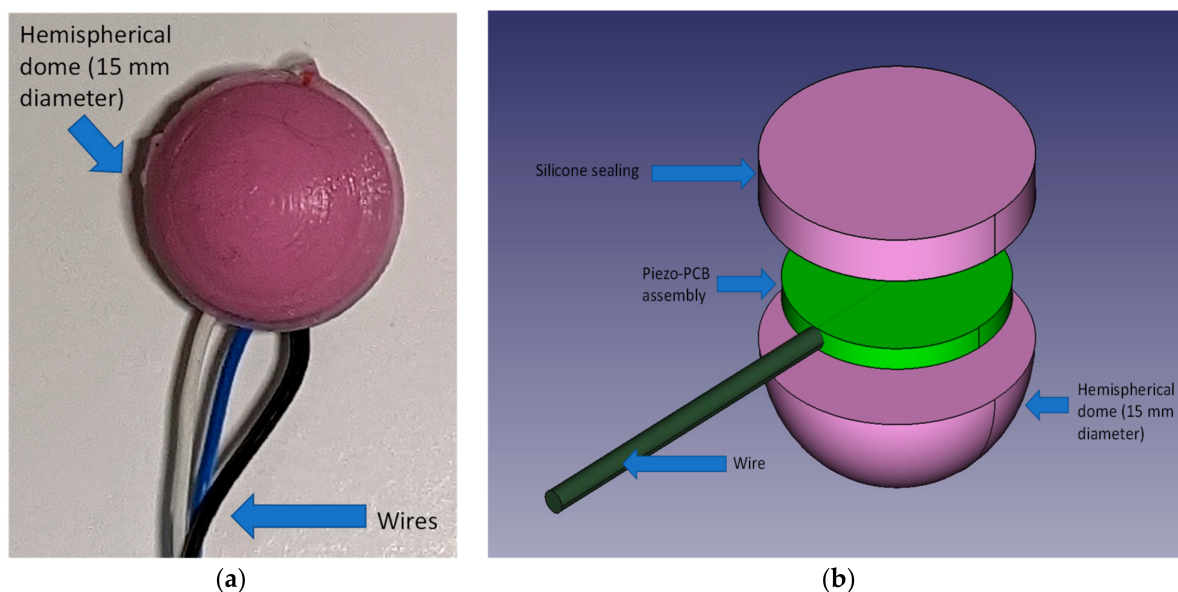 Hemispherical
dome (15 mm
diameter)
Wires
(a)
Silicone sealing
Piezo-PCB
assembly
Hemispherical
dome (15 mm
diameter)
Wire
(b)